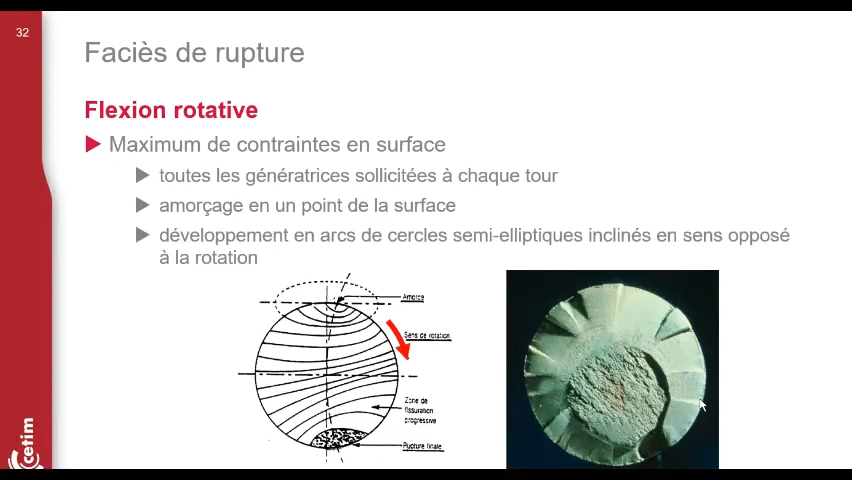 32
Faciès de rupture
Flexion rotative
Maximum de contraintes en surface
toutes les génératrices sollicitées à chaque tour
amorçage en un point de la surface
développement en arcs de cercles semi-elliptiques inclinés en sens opposé
à la rotation
Amorce
Sens de rotation
Zone de
fissuration
progressive
Rupture finale
cetim